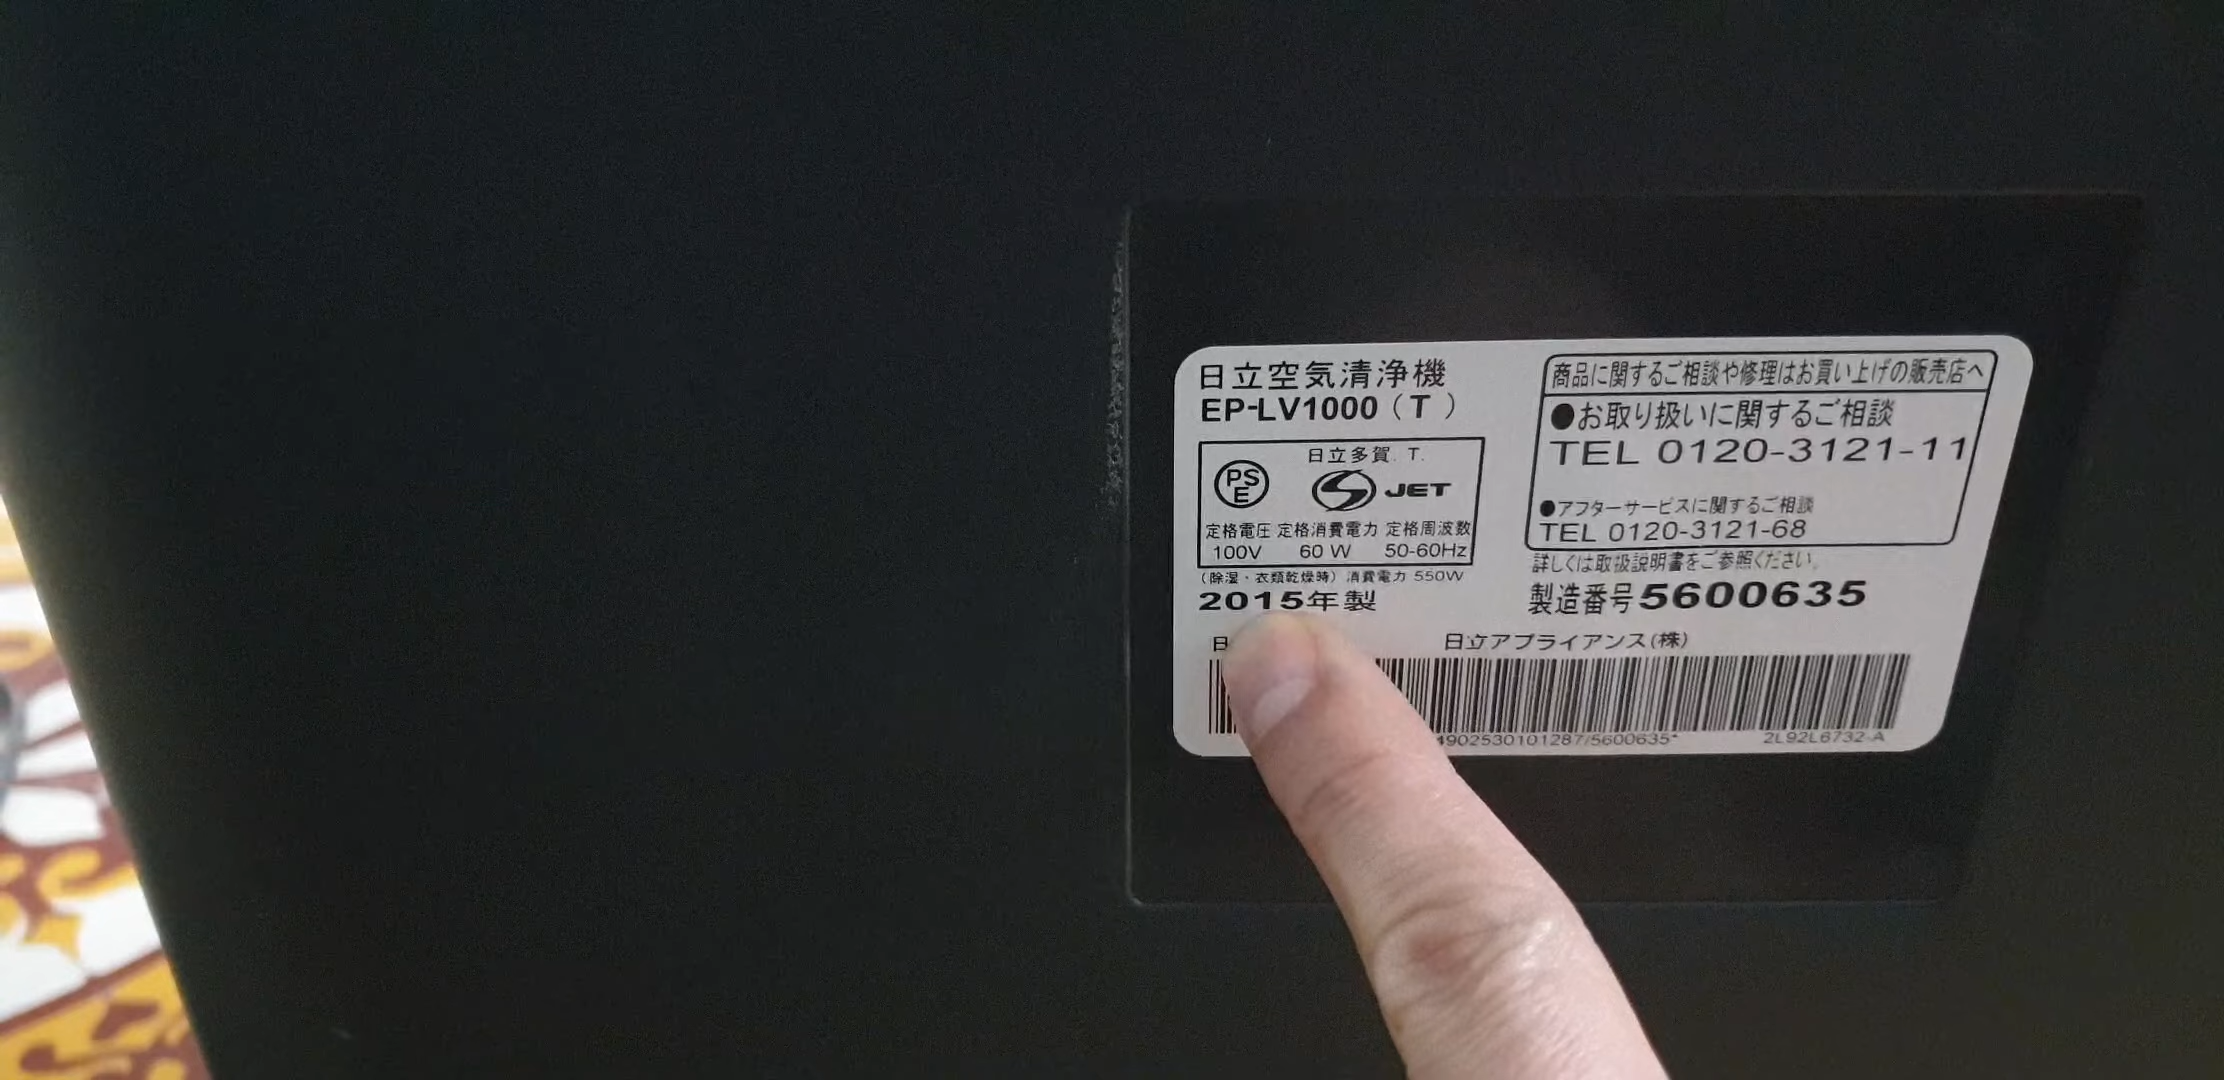 日立空気清浄機
EP-LV1000（T ）
日立多賀. T.
PS
E
JET
定格電圧 定格消費電力 定格周波数
100V 60 W 50-60Hz
（除湿・衣類乾燥時）消費電力 550W
2015年製
商品に関するご相談や修理はお買い上げの販売店へ
●お取り扱いに関するご相談
TEL 0120-3121-11
●アフターサービスに関するご相談
TEL 0120-3121-68
詳しくは取扱説明書をご参照ください。
製造番号5600635
日
日立アプライアンス(株)
4902530101287/5600635*
2L92L6732-A